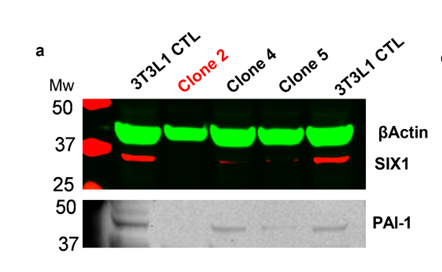 a
Mw
3T3L1 CTL
Clone 2
Clone 4
Clone 5
3T3L1 CTL
50
37
25
βActin
SIX1
50
37
PAI-1